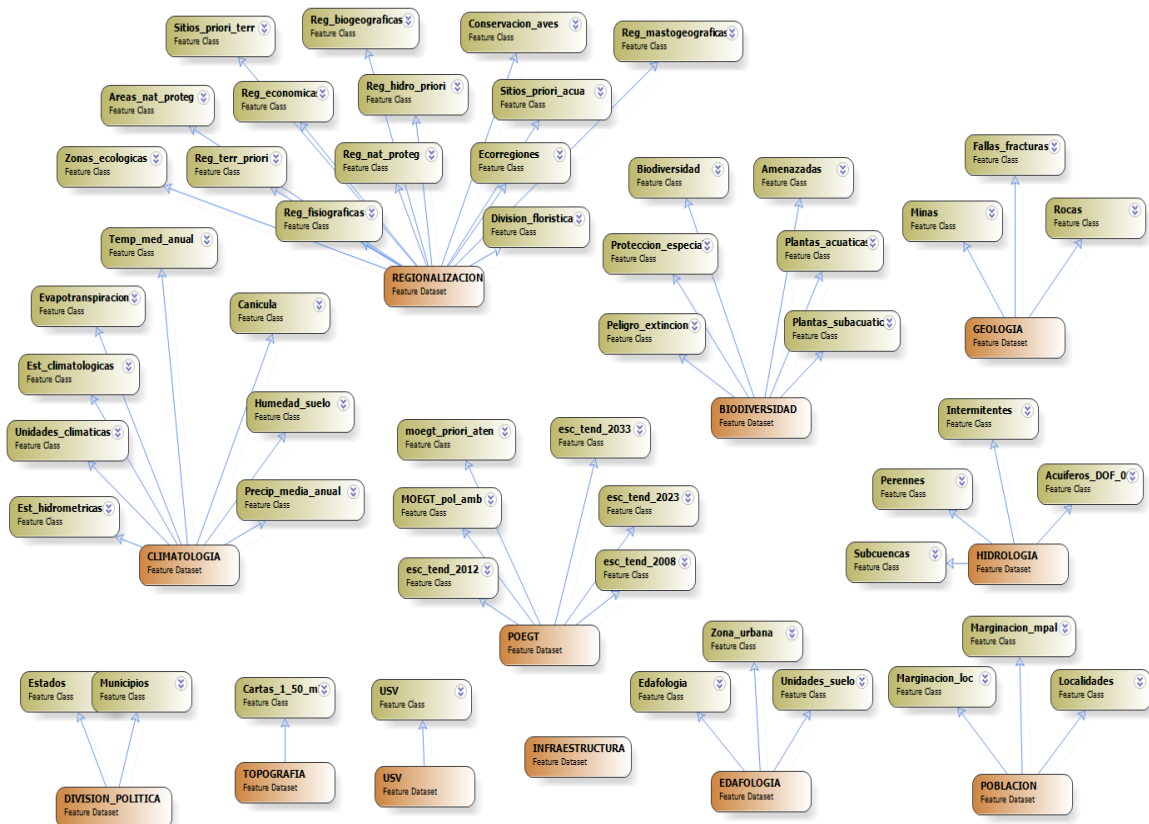 Sitios_priori_terr
Feature Class
Reg_biogeograficas
Feature Class
Conservacion_aves
Feature Class
Reg_mastogeograficas
Feature Class
Areas_nat_proteg
Feature Class
Reg_economicas
Feature Class
Reg_hidro_priori
Feature Class
Sitios_priori_acua
Feature Class
Zonas_ecologicas
Feature Class
Reg_terr_priori
Feature Class
Reg_nat_proteg
Feature Class
Ecorregiones
Feature Class
Reg_fisiograficas
Feature Class
Division_floristica
Feature Class
REGIONALIZACION
Feature Dataset
Temp_med_anual
Feature Class
Evapotranspiracion
Feature Class
Canicula
Feature Class
Est_climatologicas
Feature Class
Humedad_suelo
Feature Class
Unidades_climaticas
Feature Class
Precip_media_anual
Feature Class
Est_hidrometricas
Feature Class
CLIMATOLOGIA
Feature Dataset
Biodiversidad
Feature Class
Amenazadas
Feature Class
Proteccion_especial
Feature Class
Plantas_acuaticas
Feature Class
Peligro_extincion
Feature Class
Plantas_subacuatic
Feature Class
BIODIVERSIDAD
Feature Dataset
Fallas_fracturas
Feature Class
Minas
Feature Class
Rocas
Feature Class
GEOLOGIA
Feature Dataset
moegt_priori_aten
Feature Class
esc_tend_2033
Feature Class
MOEGT_pol_amb
Feature Class
esc_tend_2023
Feature Class
esc_tend_2012
Feature Class
esc_tend_2008
Feature Class
POEGT
Feature Dataset
Intermitentes
Feature Class
Perennes
Feature Class
Acuiferos_DOF_0
Feature Class
Subcuencas
Feature Class
HIDROLOGIA
Feature Dataset
Estados
Feature Class
Municipios
Feature Class
DIVISION_POLITICA
Feature Dataset
Cartas_1_50_m
Feature Class
TOPOGRAFIA
Feature Dataset
USV
Feature Class
USV
Feature Dataset
INFRAESTRUCTURA
Feature Dataset
Zona_urbana
Feature Class
Edafologia
Feature Class
Unidades_suelo
Feature Class
EDAFOLOGIA
Feature Dataset
Marginacion_mpal
Feature Class
Marginacion_loc
Feature Class
Localidades
Feature Class
POBLACION
Feature Dataset